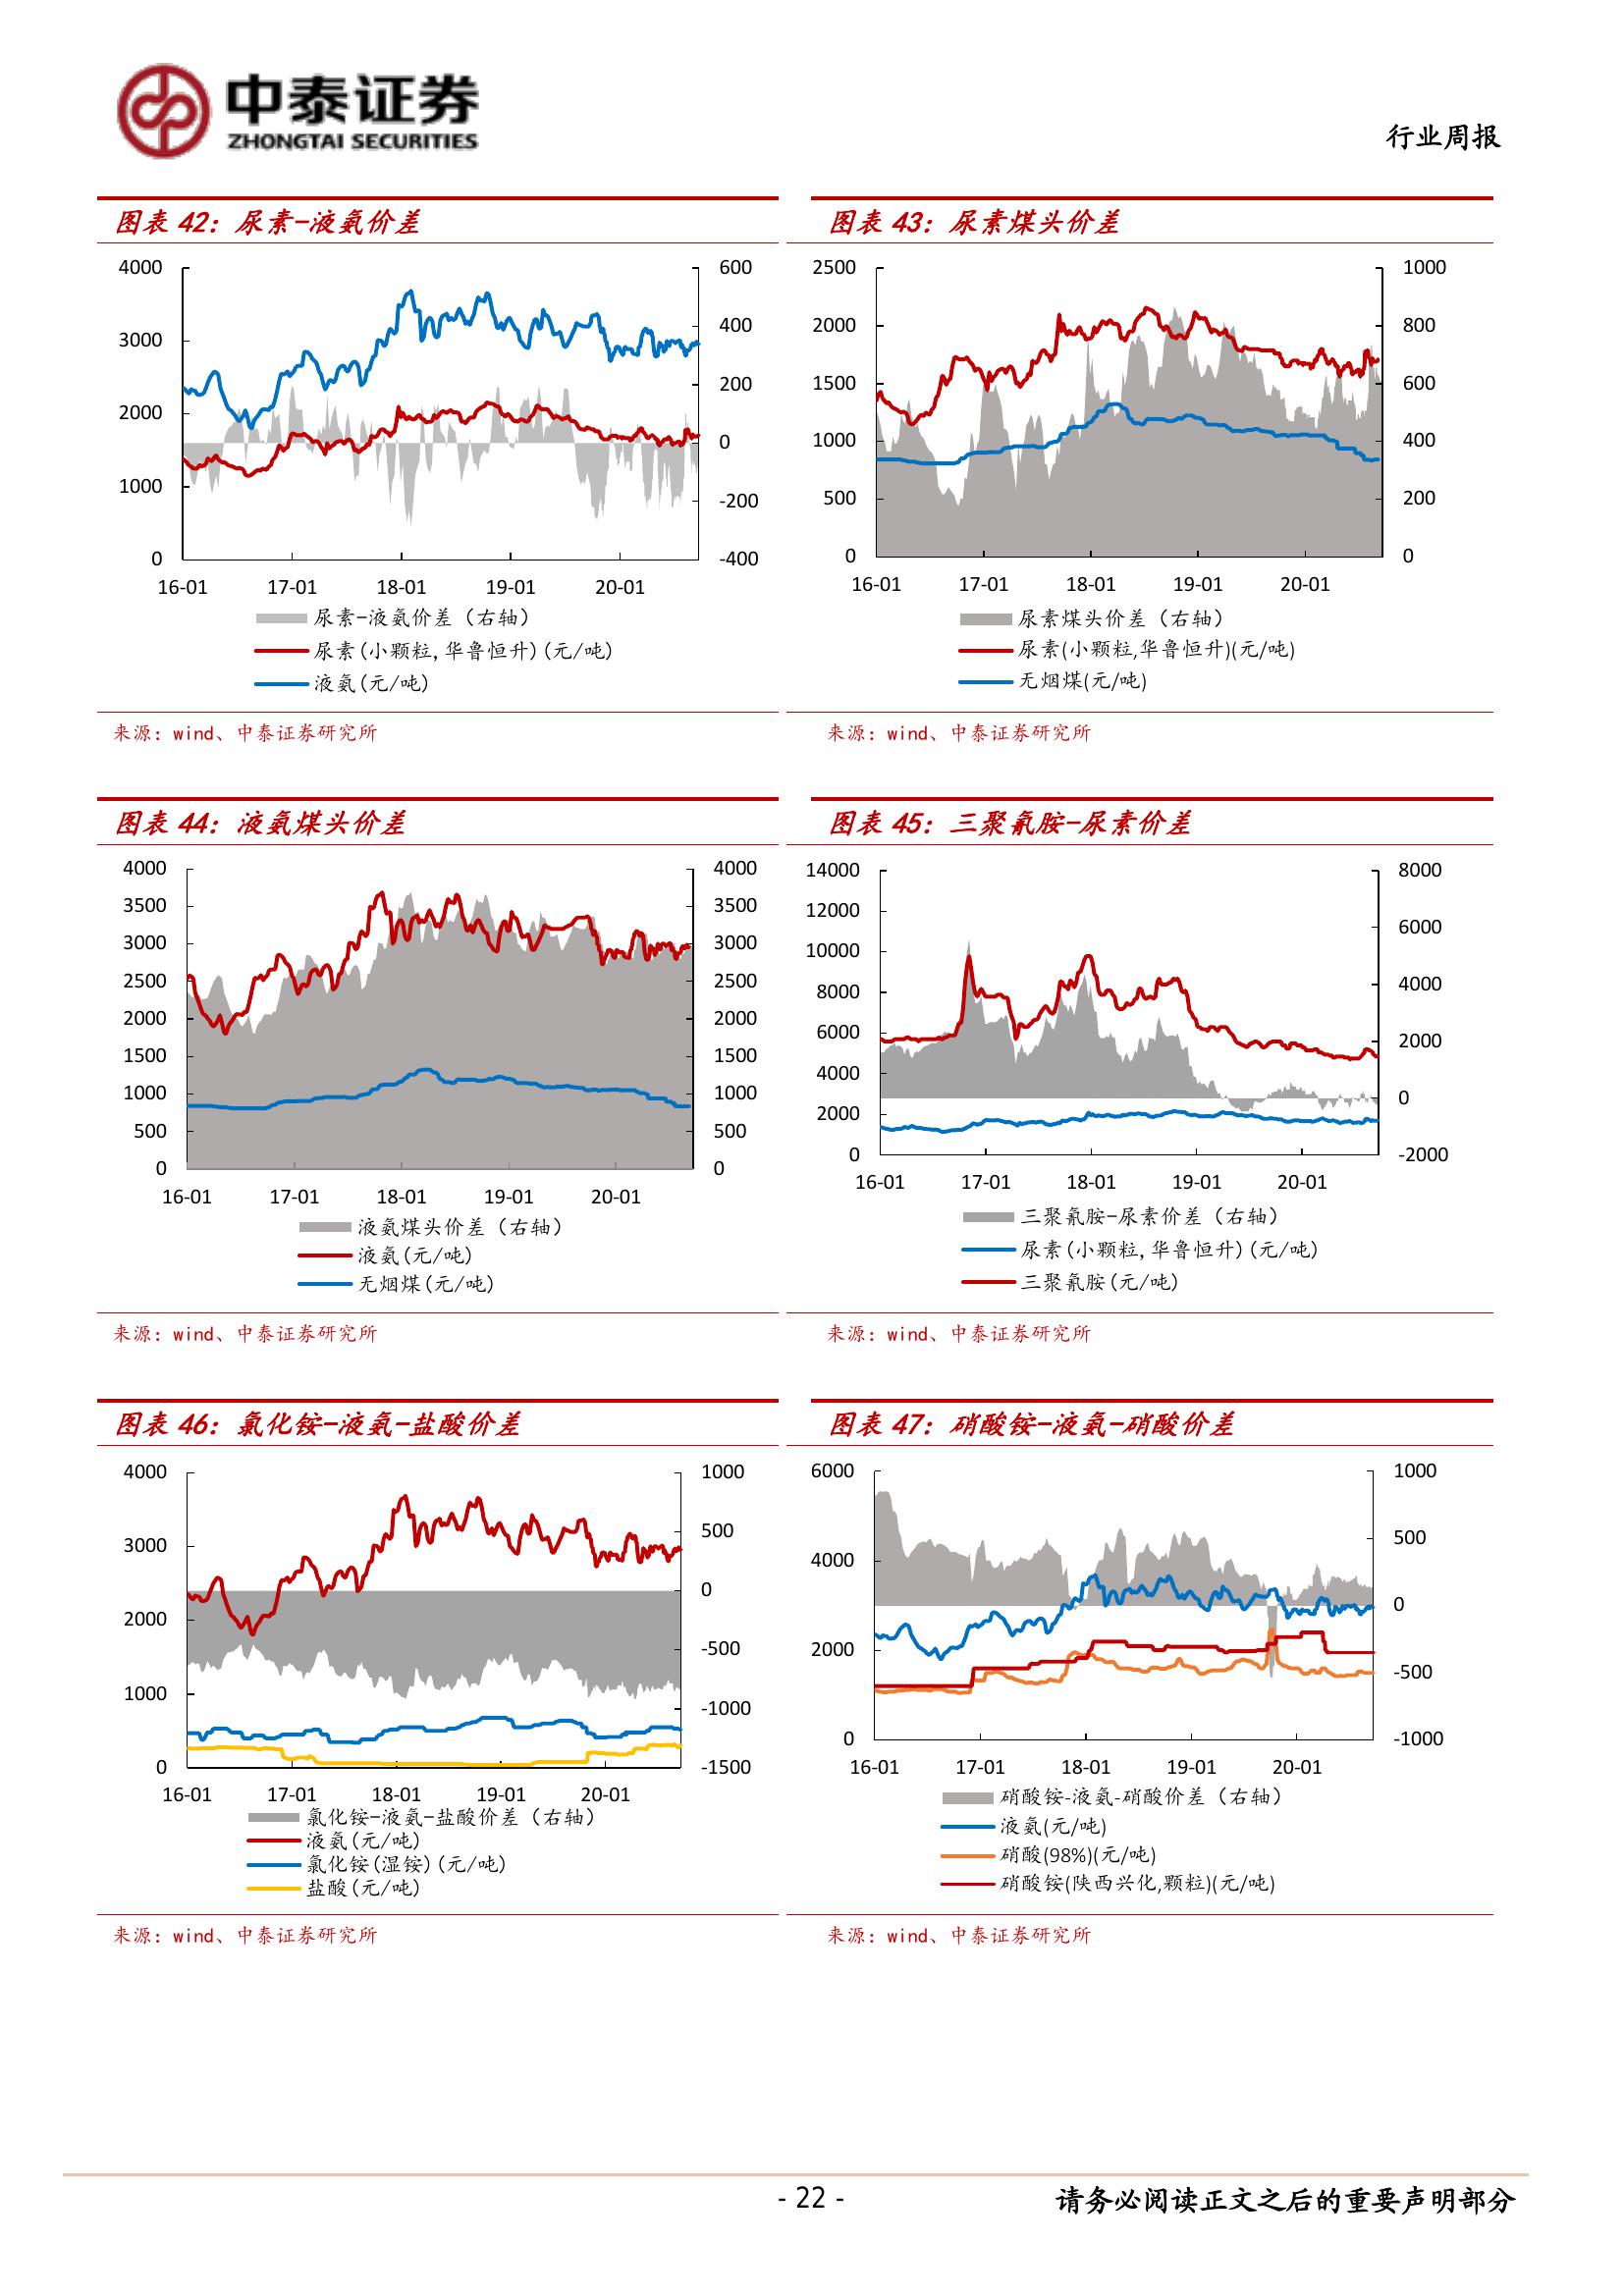 中泰证券
ZHONGTAI SECURITIES
行业周报
图表 42：尿素-液氨价差
4000
3000
2000
1000
0
600
400
200
0
-200
-400
16-01 17-01 18-01 19-01 20-01
尿素-液氨价差（右轴）
尿素(小颗粒,华鲁恒升)(元/吨)
液氨(元/吨)
来源：wind、中泰证券研究所
图表 43：尿素煤头价差
2500
2000
1500
1000
500
0
1000
800
600
400
200
0
16-01 17-01 18-01 19-01 20-01
尿素煤头价差（右轴）
尿素(小颗粒,华鲁恒升)(元/吨)
无烟煤(元/吨)
来源：wind、中泰证券研究所
图表 44：液氨煤头价差
4000
3500
3000
2500
2000
1500
1000
500
0
4000
3500
3000
2500
2000
1500
1000
500
0
16-01 17-01 18-01 19-01 20-01
液氨煤头价差（右轴）
液氨(元/吨)
无烟煤(元/吨)
来源：wind、中泰证券研究所
图表 45：三聚氰胺-尿素价差
14000
12000
10000
8000
6000
4000
2000
0
8000
6000
4000
2000
0
-2000
16-01 17-01 18-01 19-01 20-01
三聚氰胺-尿素价差（右轴）
尿素(小颗粒,华鲁恒升)(元/吨)
三聚氰胺(元/吨)
来源：wind、中泰证券研究所
图表 46：氯化铵-液氨-盐酸价差
4000
3000
2000
1000
0
1000
500
0
-500
-1000
-1500
16-01 17-01 18-01 19-01 20-01
氯化铵-液氨-盐酸价差（右轴）
液氨(元/吨)
氯化铵(湿铵)(元/吨)
盐酸(元/吨)
来源：wind、中泰证券研究所
图表 47：硝酸铵-液氨-硝酸价差
6000
4000
2000
0
1000
500
0
-500
-1000
16-01 17-01 18-01 19-01 20-01
硝酸铵-液氨-硝酸价差（右轴）
液氨(元/吨)
硝酸(98%)(元/吨)
硝酸铵(陕西兴化,颗粒)(元/吨)
来源：wind、中泰证券研究所
- 22 -
请务必阅读正文之后的重要声明部分